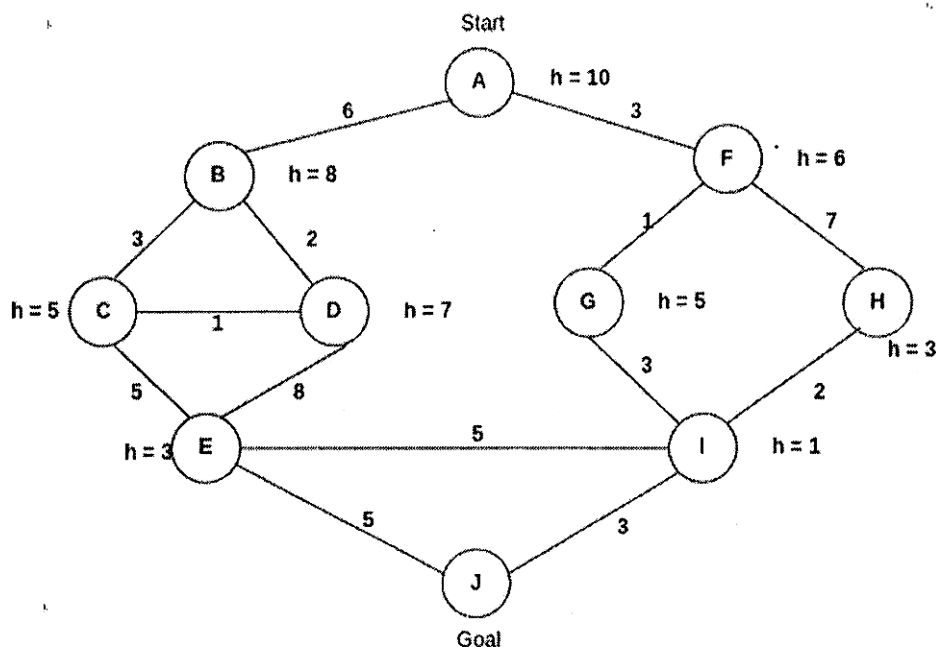 Start
A
h = 10
6
3
B
h = 8
F
h = 6
3
2
1
7
h = 5
C
1
D
h = 7
G
h = 5
H
h = 3
5
8
3
2
h = 3
E
5
I
h = 1
5
3
J
Goal